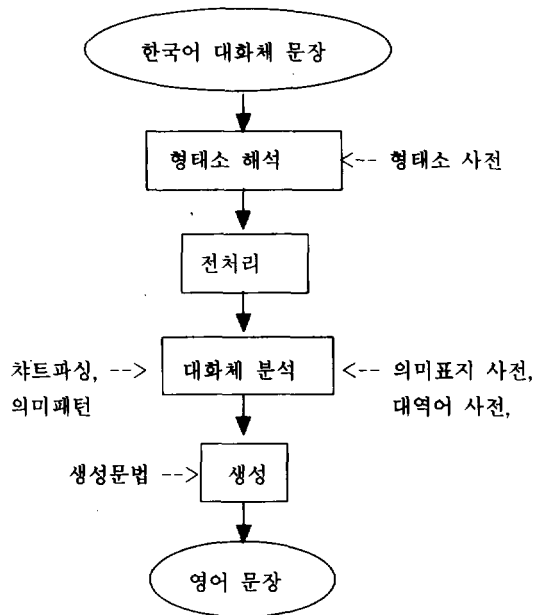 한국어 대화체 문장
형태소 해석 <-- 형태소 사전
전처리
챠트파싱, --> 대화체 분석 <-- 의미표지 사전,
의미패턴 대역어 사전,
생성문법 --> 생성
영어 문장